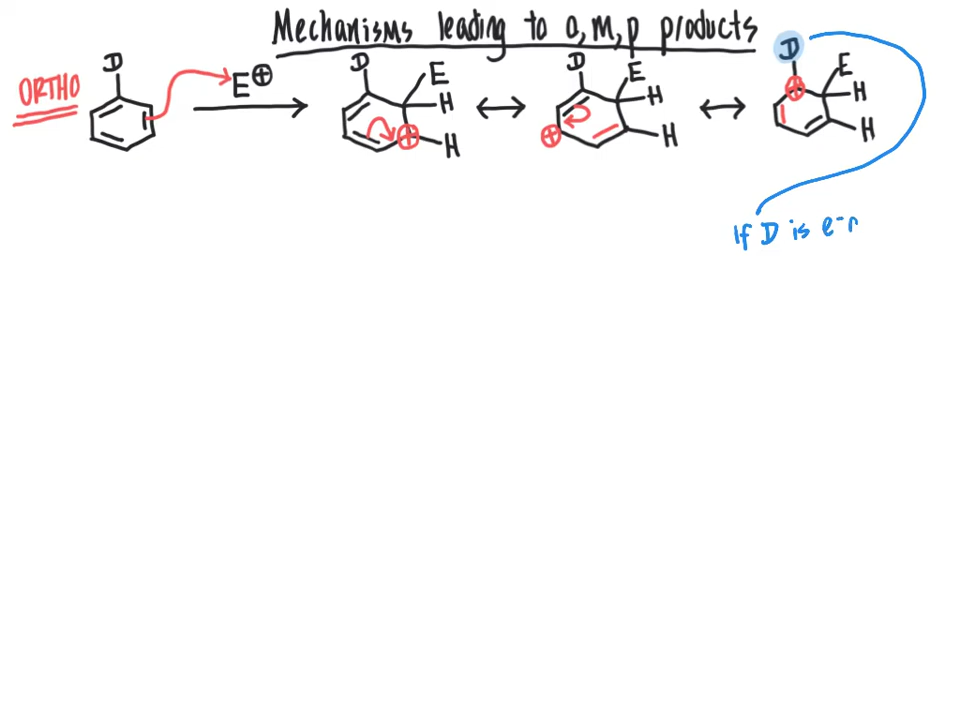 Mechanisms leading to o, m, p products
ORTHO
D
E⊕
D
E
H
⊕
H
D
E
H
⊕
H
D
E
⊕
H
H
If D is e⁻r